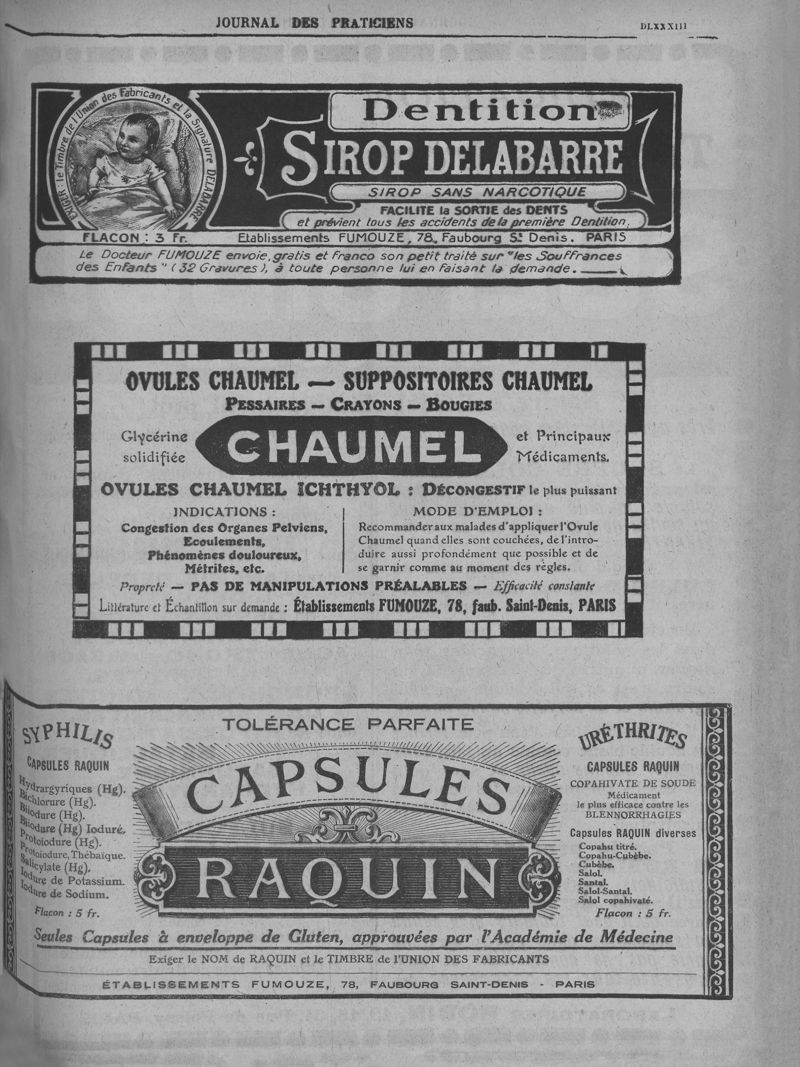 JOURNAL DES PRATICIENS
DLXXXIII
EXIGER: le Timbre de l'Union des Fabricants et la Signature DELABARRE
Dentition
SIROP DELABARRE
SIROP SANS NARCOTIQUE
FACILITE la SORTIE des DENTS
et prévient tous les accidents de la première Dentition.
FLACON : 3 Fr. Etablissements FUMOUZE, 78, Faubourg St Denis. PARIS
Le Docteur FUMOUZE envoie, gratis et franco son petit traité sur "les Souffrances
des Enfants" (32 Gravures), à toute personne lui en faisant la demande.
OVULES CHAUMEL — SUPPOSITOIRES CHAUMEL
PESSAIRES — CRAYONS — BOUGIES
Glycérine
solidifiée
CHAUMEL
et Principaux
Médicaments.
OVULES CHAUMEL ICHTHYOL : DÉCONGESTIF le plus puissant
INDICATIONS :
Congestion des Organes Pelviens,
Ecoulements,
Phénomènes douloureux,
Métrites, etc.
MODE D'EMPLOI :
Recommander aux malades d'appliquer l'Ovule
Chaumel quand elles sont couchées, de l'intro-
duire aussi profondément que possible et de
se garnir comme au moment des règles.
Propreté — PAS DE MANIPULATIONS PRÉALABLES — Efficacité constante
Littérature et Échantillon sur demande : Établissements FUMOUZE, 78, faub. Saint-Denis, PARIS
SYPHILIS
CAPSULES RAQUIN
Hydrargyriques (Hg).
Bichlorure (Hg).
Biiodure (Hg).
Biiodure (Hg) Ioduré.
Protoiodure (Hg).
Protoiodure, Thébaïque.
Salicylate (Hg).
Iodure de Potassium.
Iodure de Sodium.
Flacon : 5 fr.
TOLÉRANCE PARFAITE
CAPSULES
RAQUIN
URÉTHRITES
CAPSULES RAQUIN
COPAHIVATE DE SOUDE
Médicament
le plus efficace contre les
BLENNORRHAGIES
Capsules RAQUIN diverses
Copahu titré.
Copahu-Cubèbe.
Cubèbe.
Salol.
Santal.
Salol-Santal.
Salol copahivaté.
Flacon : 5 fr.
Seules Capsules à enveloppe de Gluten, approuvées par l'Académie de Médecine
Exiger le NOM de RAQUIN et le TIMBRE de l'UNION DES FABRICANTS
ÉTABLISSEMENTS FUMOUZE, 78, FAUBOURG SAINT-DENIS - PARIS